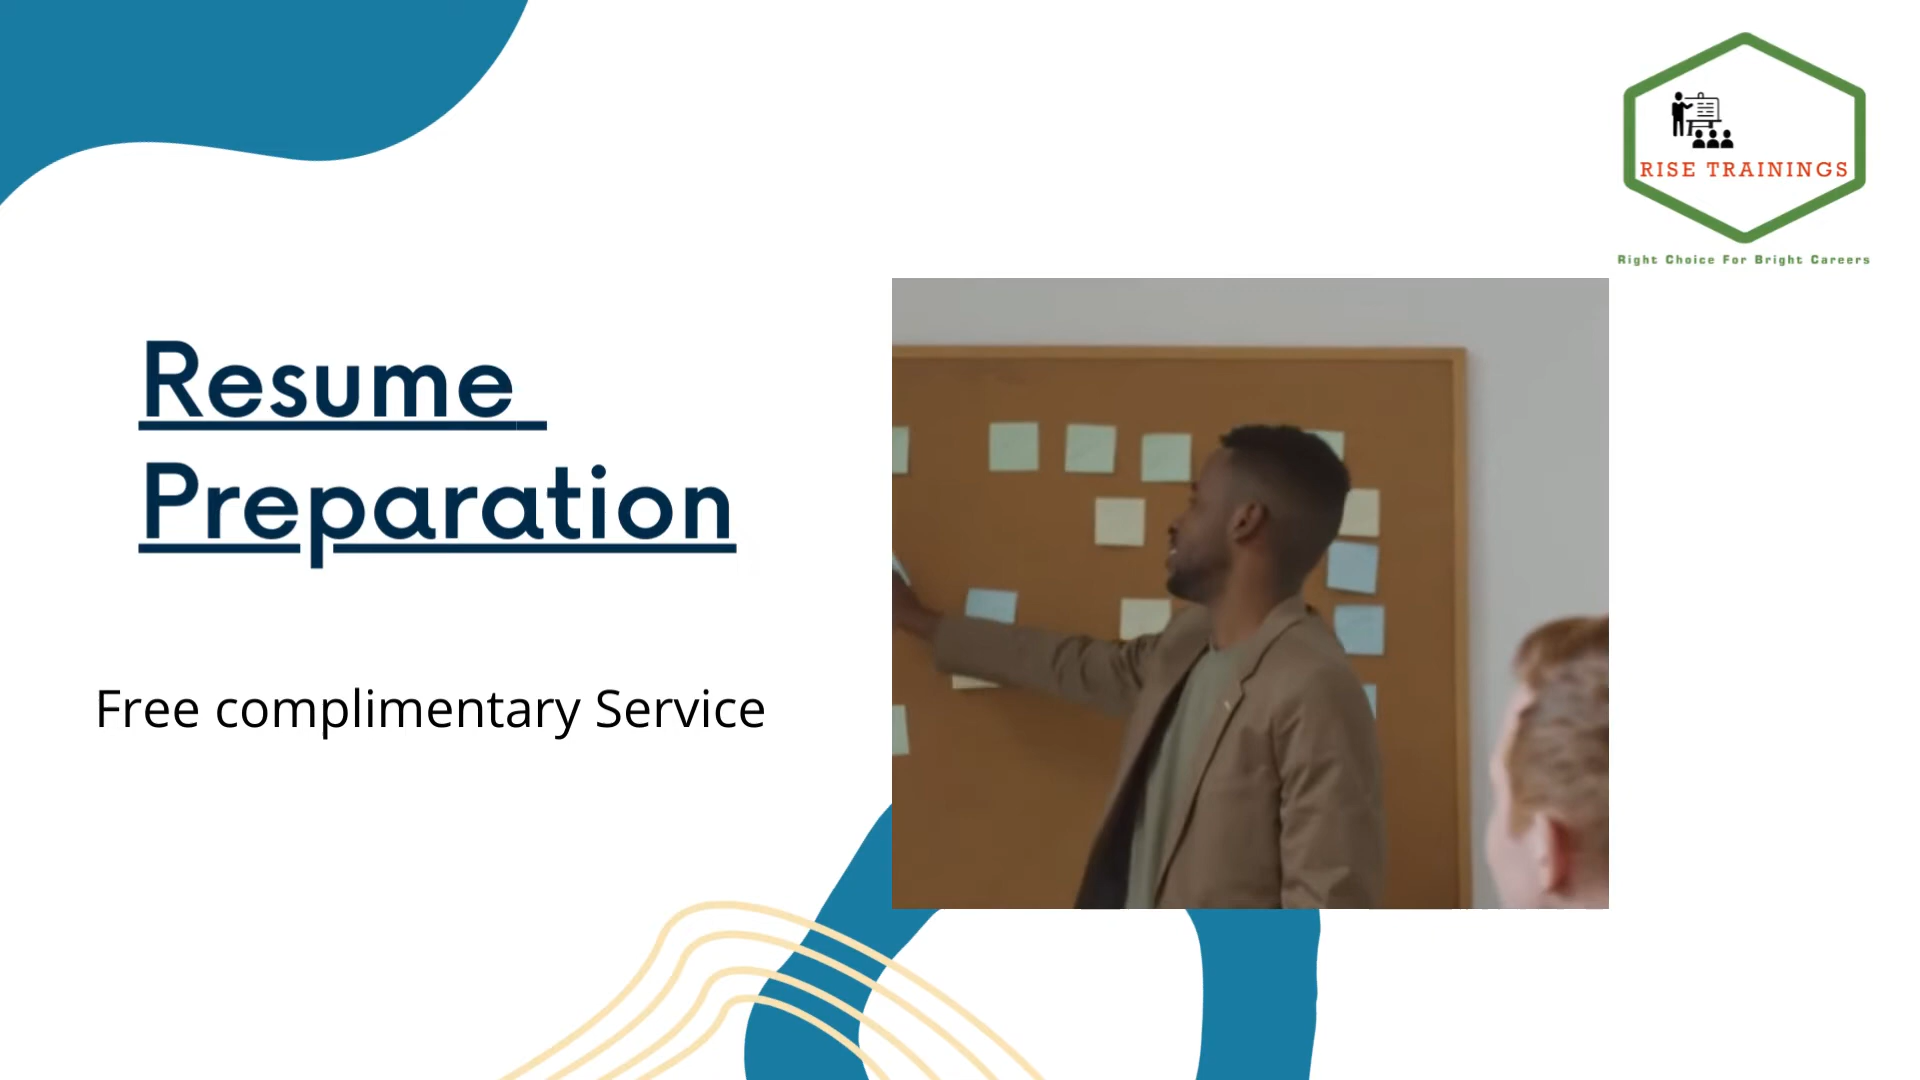 RISE TRAININGS
Right Choice For Bright Careers
Resume
Preparation
Free complimentary Service